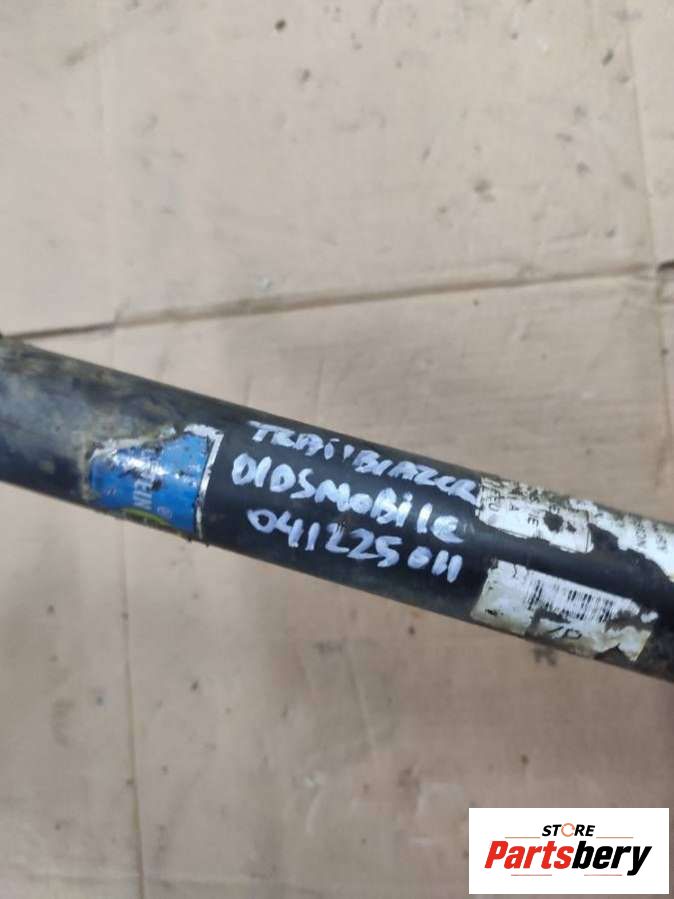 TRAilBLAZER
OlDSMOBile
041225011
STORE
Partsbery